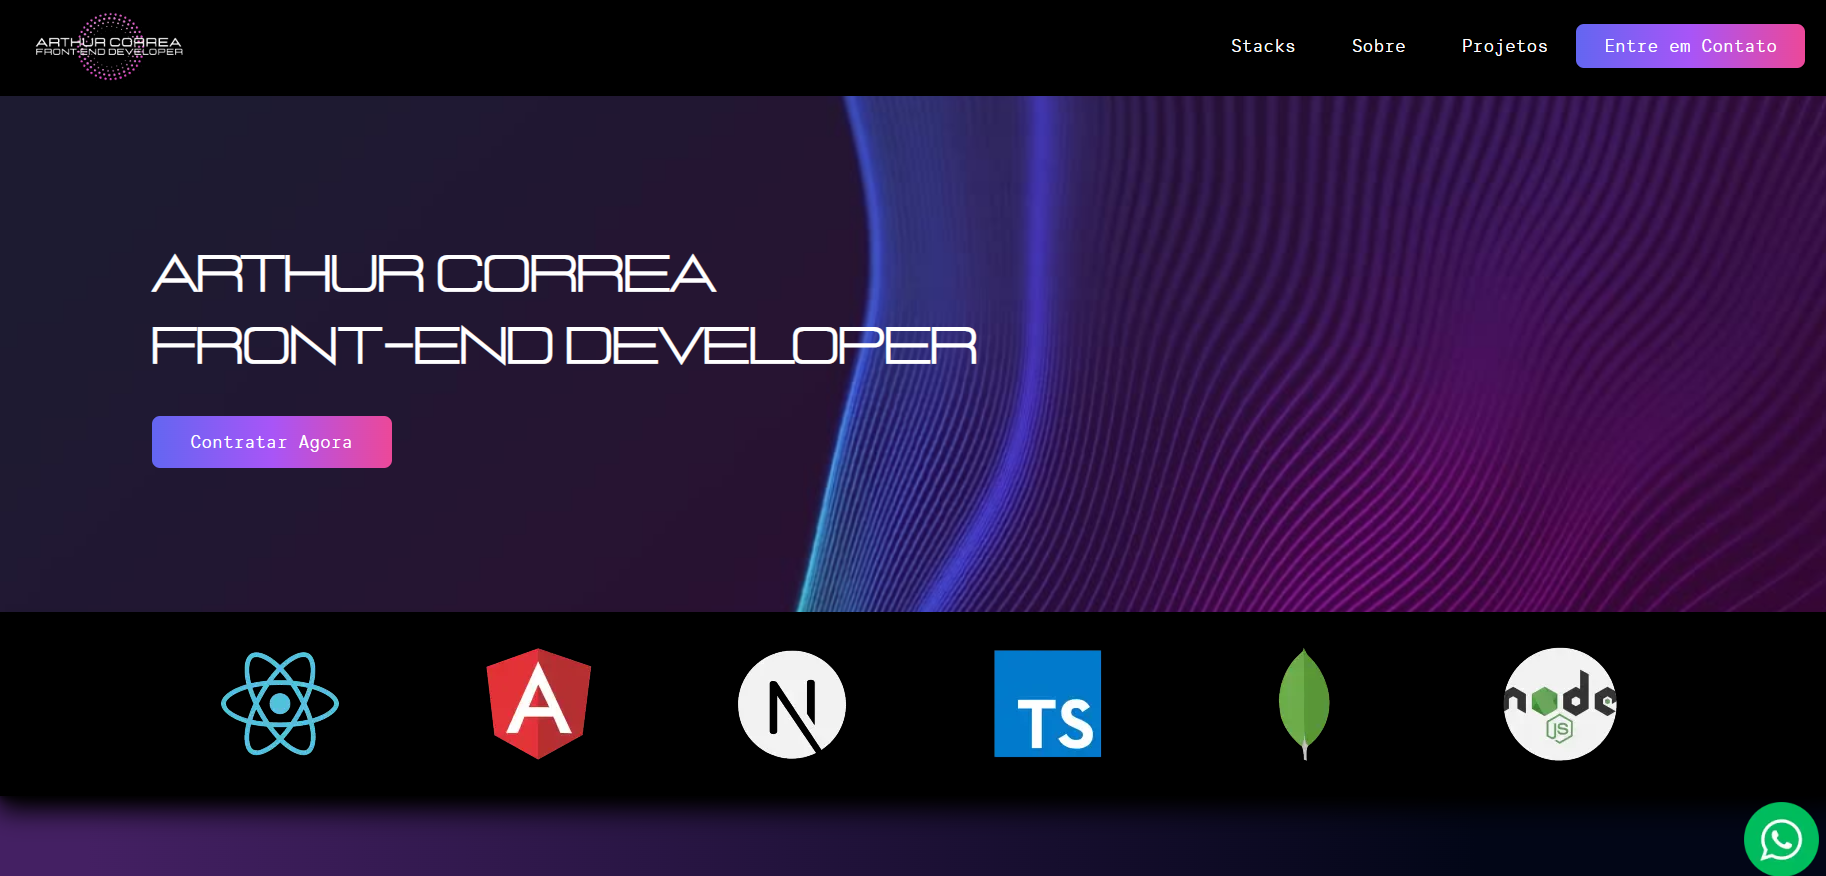 ARTHUR CORREA
FRONT-END DEVELOPER
Stacks
Sobre
Projetos
Entre em Contato
ARTHUR CORREA
FRONT-END DEVELOPER
Contratar Agora
A
N
TS
node
JS